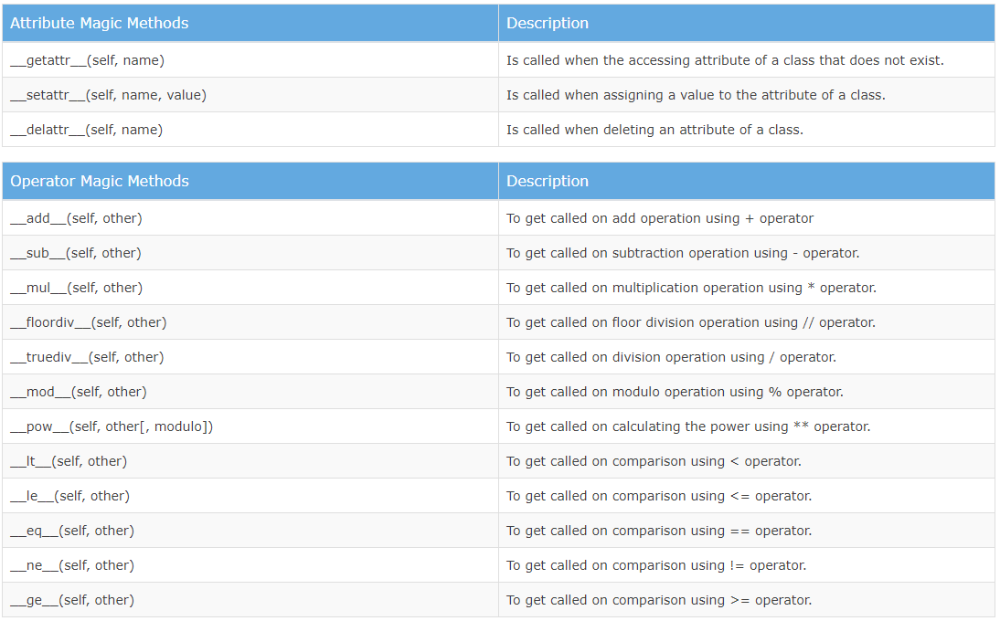 Attribute Magic Methods Description
__getattr__(self, name) Is called when the accessing attribute of a class that does not exist.
__setattr__(self, name, value) Is called when assigning a value to the attribute of a class.
__delattr__(self, name) Is called when deleting an attribute of a class.
Operator Magic Methods Description
__add__(self, other) To get called on add operation using + operator
__sub__(self, other) To get called on subtraction operation using - operator.
__mul__(self, other) To get called on multiplication operation using * operator.
__floordiv__(self, other) To get called on floor division operation using // operator.
__truediv__(self, other) To get called on division operation using / operator.
__mod__(self, other) To get called on modulo operation using % operator.
__pow__(self, other[, modulo]) To get called on calculating the power using ** operator.
__lt__(self, other) To get called on comparison using < operator.
__le__(self, other) To get called on comparison using <= operator.
__eq__(self, other) To get called on comparison using == operator.
__ne__(self, other) To get called on comparison using != operator.
__ge__(self, other) To get called on comparison using >= operator.